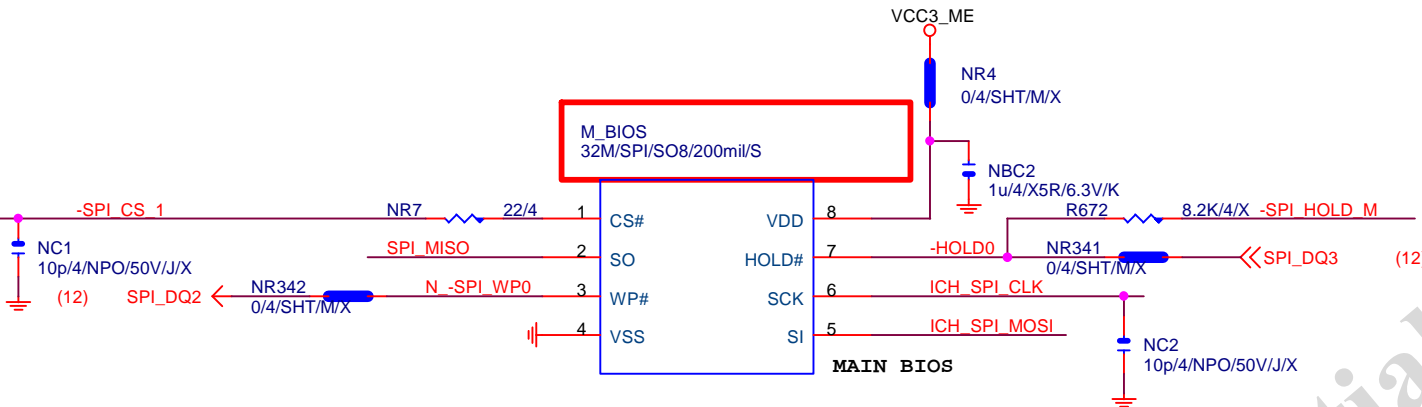 VCC3_ME
NR4
0/4/SHT/M/X
M_BIOS
32M/SPI/SO8/200mil/S
NBC2
1u/4/X5R/6.3V/K
-SPI_CS_1
NR7
22/4
1
CS#
VDD
8
R672
8.2K/4/X
-SPI_HOLD_M
NC1
10p/4/NPO/50V/J/X
SPI_MISO
2
SO
HOLD#
7
-HOLD0
NR341
0/4/SHT/M/X
SPI_DQ3
(12
(12)
SPI_DQ2
NR342
0/4/SHT/M/X
N_-SPI_WP0
3
WP#
SCK
6
ICH_SPI_CLK
4
VSS
SI
5
ICH_SPI_MOSI
NC2
10p/4/NPO/50V/J/X
MAIN BIOS